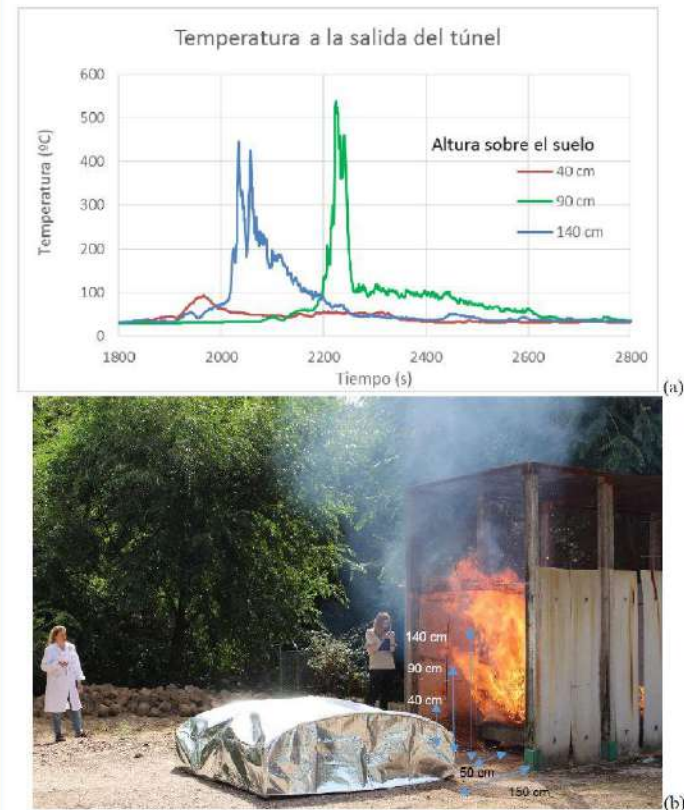 Temperatura a la salida del túnel
600
500
400
300
200
100
0
Temperatura (ºC)
Altura sobre el suelo
40 cm
90 cm
140 cm
1800 2000 2200 2400 2600 2800
Tiempo (s)
(a)
140 cm
90 cm
40 cm
50 cm
150 cm
(b)